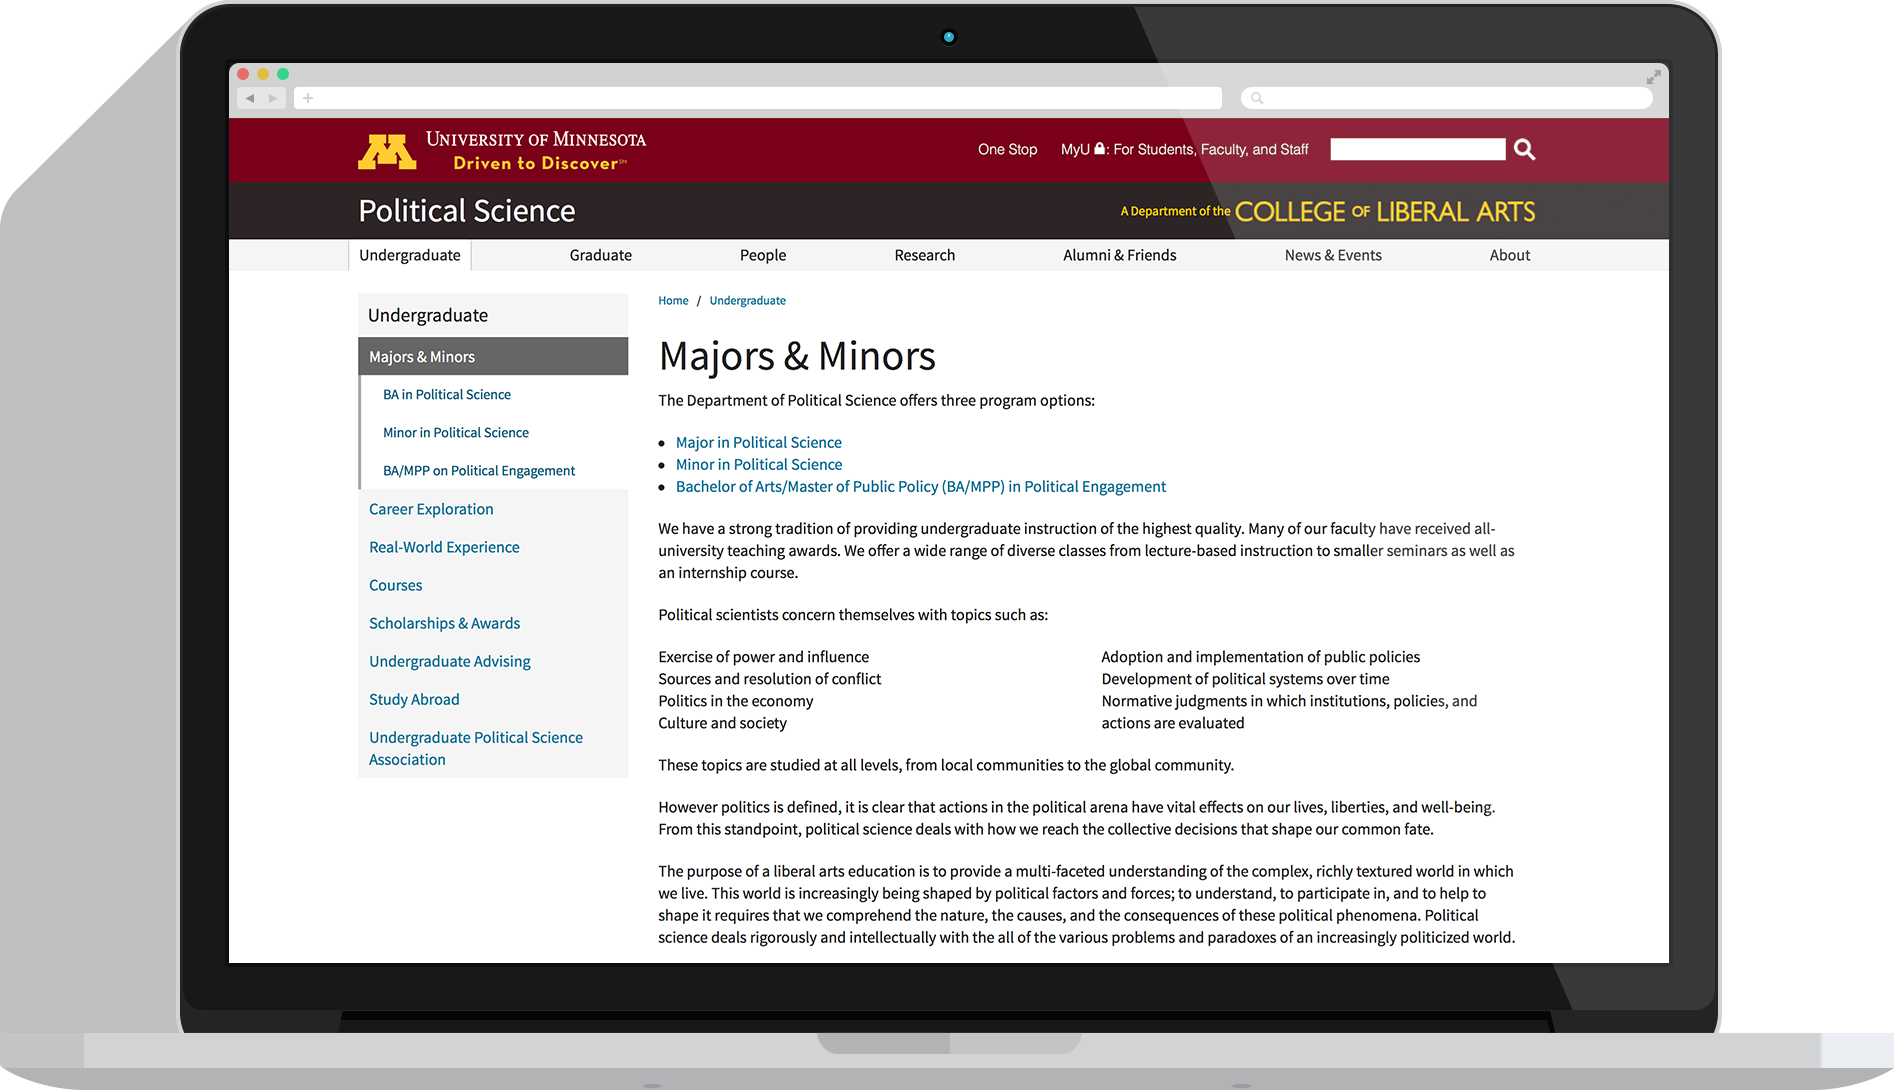 UNIVERSITY OF MINNESOTA
Driven to Discover℠
One Stop
MyU : For Students, Faculty, and Staff
Political Science
A Department of the COLLEGE OF LIBERAL ARTS
Undergraduate
Graduate
People
Research
Alumni & Friends
News & Events
About
Undergraduate
Majors & Minors
BA in Political Science
Minor in Political Science
BA/MPP on Political Engagement
Career Exploration
Real-World Experience
Courses
Scholarships & Awards
Undergraduate Advising
Study Abroad
Undergraduate Political Science
Association
Home / Undergraduate
Majors & Minors
The Department of Political Science offers three program options:
Major in Political Science
Minor in Political Science
Bachelor of Arts/Master of Public Policy (BA/MPP) in Political Engagement
We have a strong tradition of providing undergraduate instruction of the highest quality. Many of our faculty have received all-
university teaching awards. We offer a wide range of diverse classes from lecture-based instruction to smaller seminars as well as
an internship course.
Political scientists concern themselves with topics such as:
Exercise of power and influence
Sources and resolution of conflict
Politics in the economy
Culture and society
Adoption and implementation of public policies
Development of political systems over time
Normative judgments in which institutions, policies, and
actions are evaluated
These topics are studied at all levels, from local communities to the global community.
However politics is defined, it is clear that actions in the political arena have vital effects on our lives, liberties, and well-being.
From this standpoint, political science deals with how we reach the collective decisions that shape our common fate.
The purpose of a liberal arts education is to provide a multi-faceted understanding of the complex, richly textured world in which
we live. This world is increasingly being shaped by political factors and forces; to understand, to participate in, and to help to
shape it requires that we comprehend the nature, the causes, and the consequences of these political phenomena. Political
science deals rigorously and intellectually with the all of the various problems and paradoxes of an increasingly politicized world.